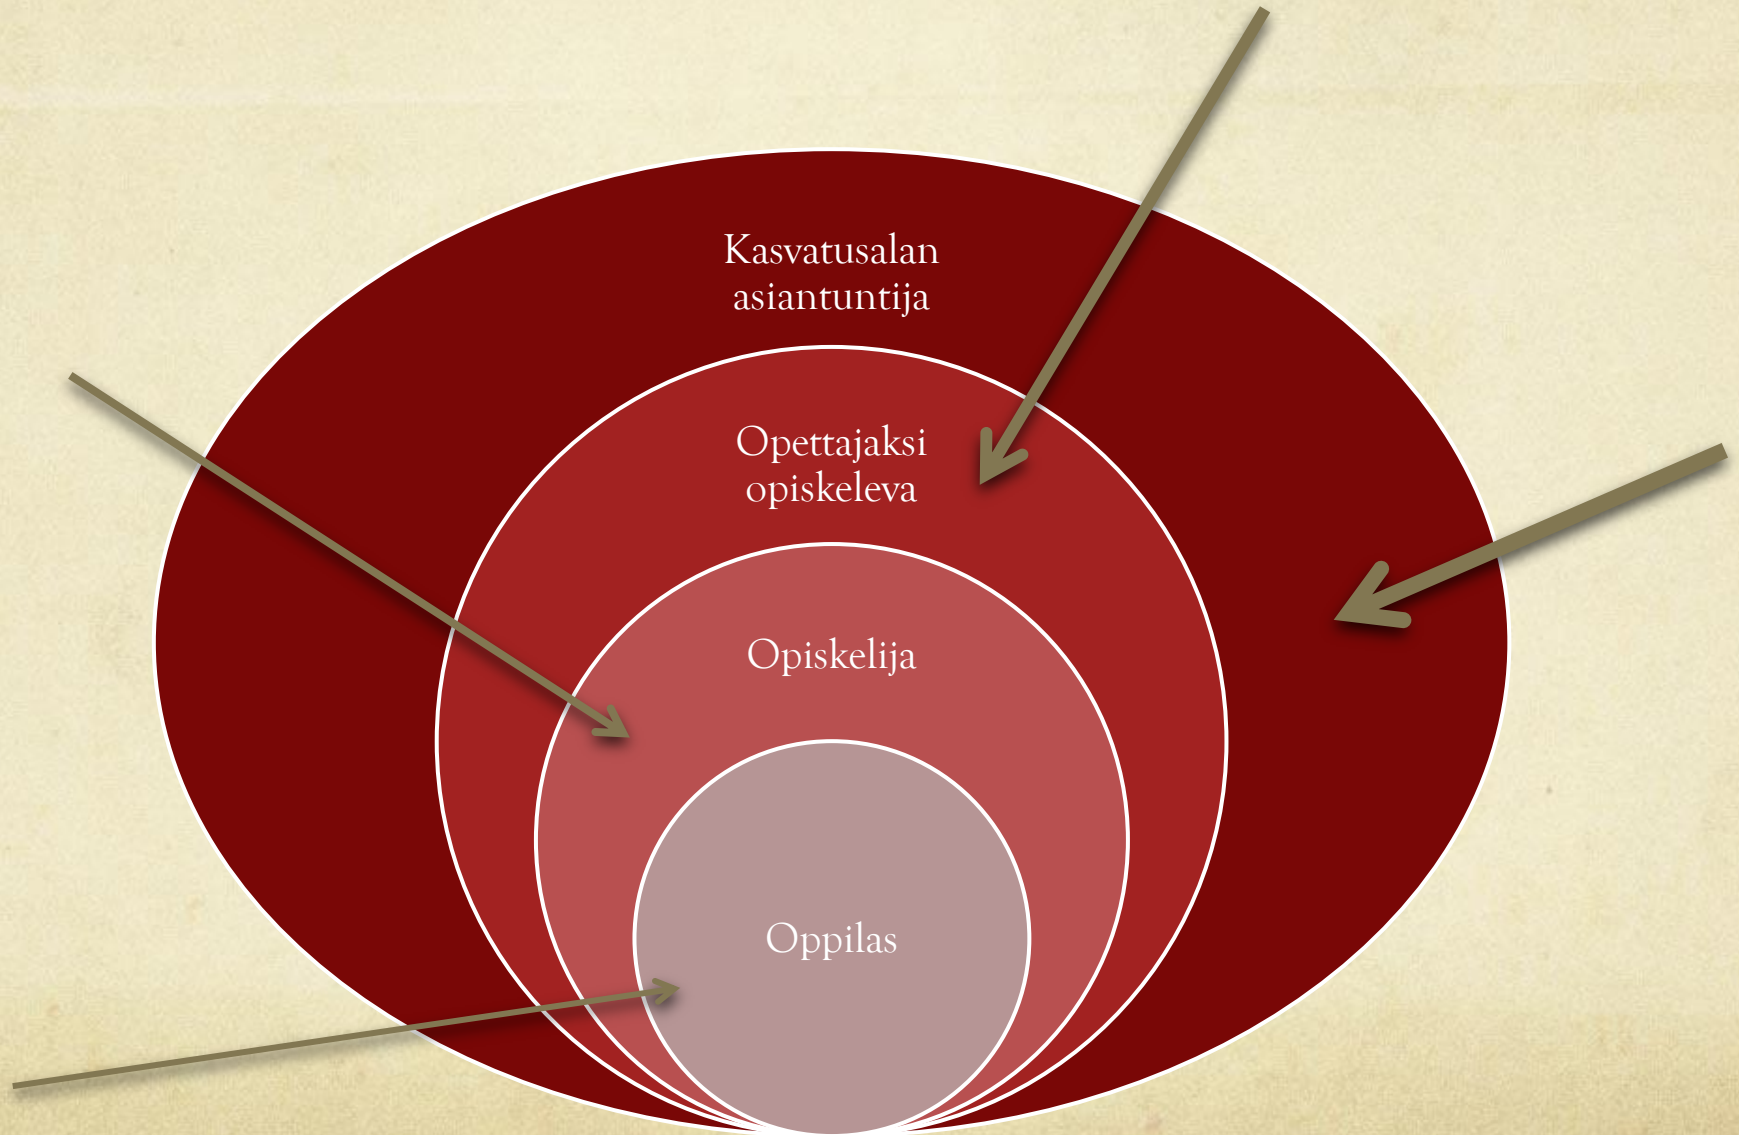 Kasvatusalan
asiantuntija
Opettajaksi
opiskeleva
Opiskelija
Oppilas